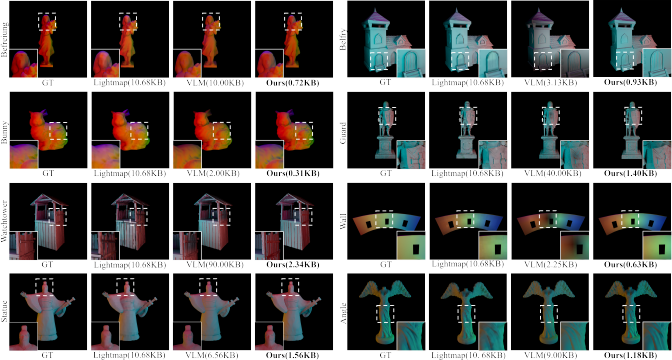 Befreiung
GT Lightmap(10.68KB) VLM(10.00KB) Ours(0.72KB)
Belfry
GT Lightmap(10.68KB) VLM(3.13KB) Ours(0.93KB)
Bunny
GT Lightmap(10.68KB) VLM(2.00KB) Ours(0.31KB)
Guard
GT Lightmap(10.68KB) VLM(40.00KB) Ours(1.40KB)
Watchtower
GT Lightmap(10.68KB) VLM(90.00KB) Ours(2.34KB)
Wall
GT Lightmap(10.68KB) VLM(2.25KB) Ours(0.63KB)
Statue
GT Lightmap(10.68KB) VLM(6.56KB) Ours(1.56KB)
Angle
GT Lightmap(10.68KB) VLM(9.00KB) Ours(1.18KB)